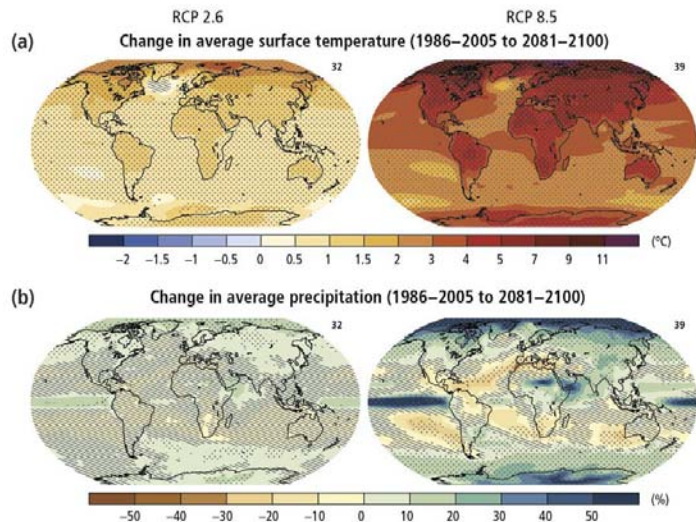 RCP 2.6 RCP 8.5
(a) Change in average surface temperature (1986–2005 to 2081–2100)
32 39
−2 −1.5 −1 −0.5 0 0.5 1 1.5 2 3 4 5 7 9 11 (°C)
(b) Change in average precipitation (1986–2005 to 2081–2100)
32 39
−50 −40 −30 −20 −10 0 10 20 30 40 50 (%)